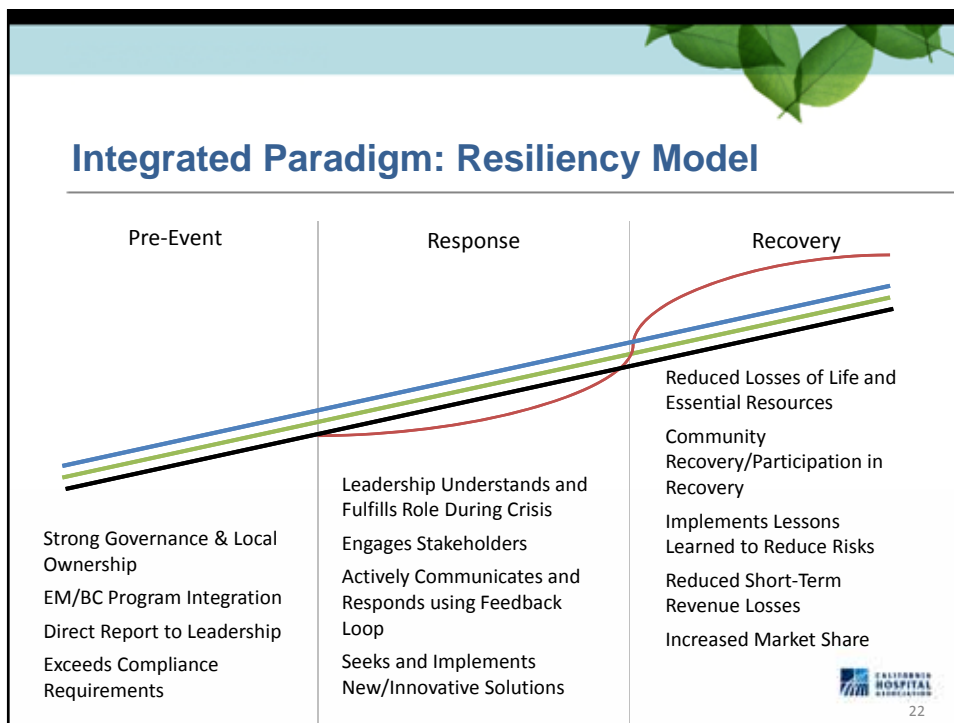 Integrated Paradigm: Resiliency Model
Pre-Event
Strong Governance & Local
Ownership
EM/BC Program Integration
Direct Report to Leadership
Exceeds Compliance
Requirements
Response
Leadership Understands and
Fulfills Role During Crisis
Engages Stakeholders
Actively Communicates and
Responds using Feedback
Loop
Seeks and Implements
New/Innovative Solutions
Recovery
Reduced Losses of Life and
Essential Resources
Community
Recovery/Participation in
Recovery
Implements Lessons
Learned to Reduce Risks
Reduced Short-Term
Revenue Losses
Increased Market Share
CALIFORNIA
HOSPITAL
ASSOCIATION
22